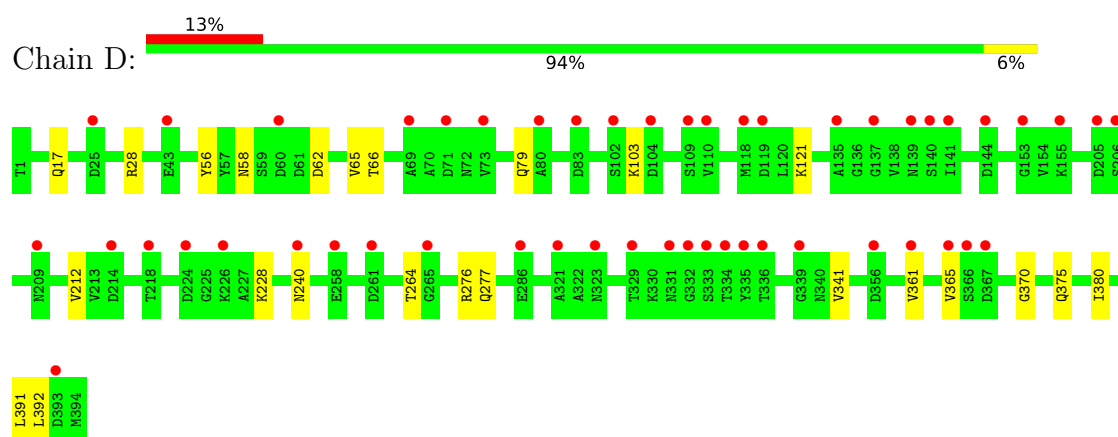 13%
Chain D:
94%
6%
T1 Q17 D25 R28 E43 Y56 Y57 N58 S59 D60 D61 D62 V65 T66 A69 A70 D71 N72 V73 Q79 A80 D83 S102 K103 D104 S109 V110 M118 D119 L120 K121 A135 G136 G137 V138 N139 S140 I141 D144 G153 V154 K155 D205 S206
N209 V212 V213 D214 T218 D224 G225 K226 A227 K228 N240 E258 D261 T264 G265 R276 Q277 E286 A321 A322 N323 T329 K330 N331 G332 S333 T334 Y335 T336 G339 N340 V341 D356 V361 V365 S366 D367 G370 Q375 I380
L391 L392 D393 M394